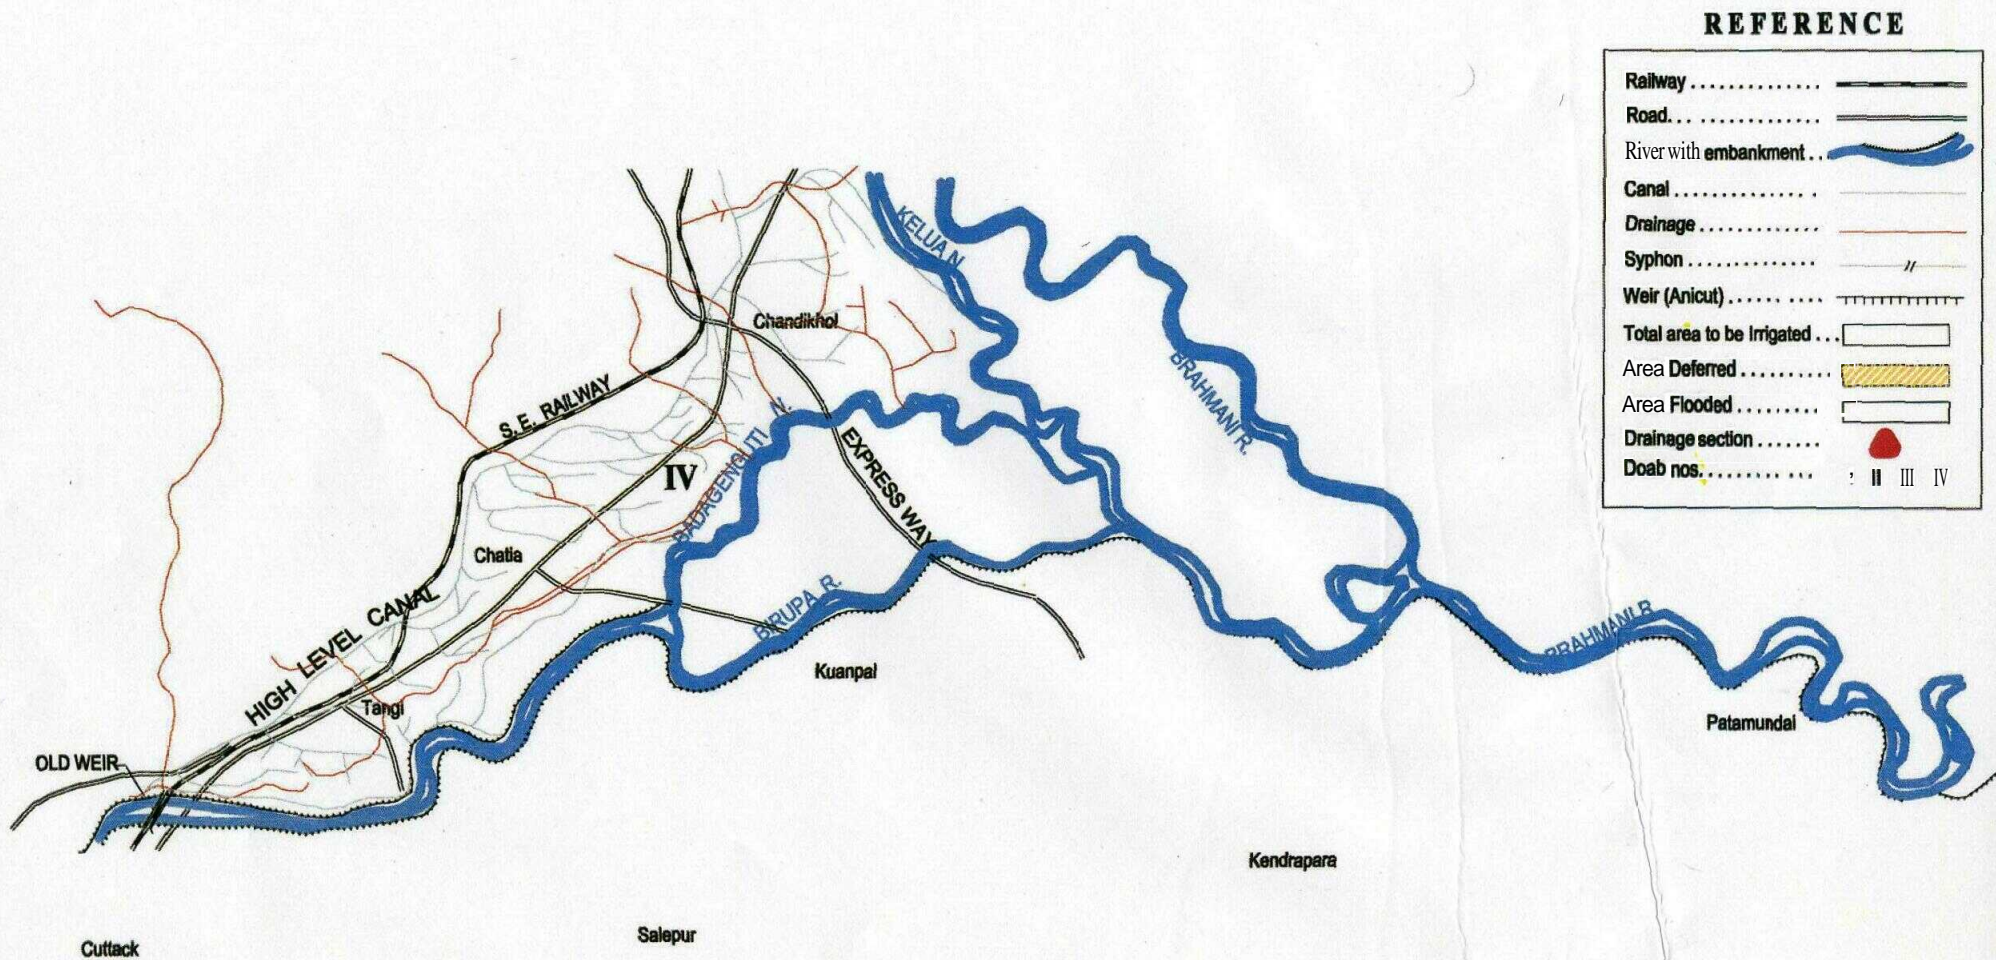 REFERENCE
Railway ..............
Road... .............
River with embankment ...
Canal ................
Drainage ..............
Syphon ...............
Weir (Anicut) ...... ....
Total area to be Irrigated ...
Area Deferred ..........
Area Flooded .........
Drainage section .......
Doab nos. ........ ... , II III IV
KELUA N.
Chandikhol
BRAHMANI R.
S. E. RAILWAY
BADAGENGUTI N.
EXPRESS WAY
IV
Chatia
HIGH LEVEL CANAL
BIRUPA R.
BRAHMANI R.
Kuanpal
Tangi
Patamundal
OLD WEIR
Kendrapara
Salepur
Cuttack